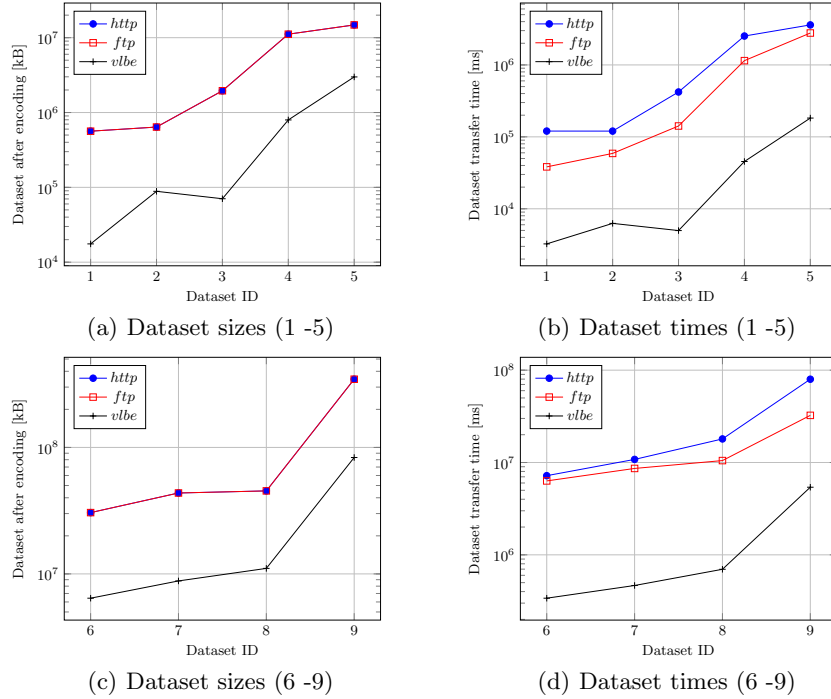 http
ftp
vlbe
10^7
10^6
10^5
10^4
1 2 3 4 5
Dataset ID
Dataset after encoding [kB]
(a) Dataset sizes (1 -5)
http
ftp
vlbe
10^6
10^5
10^4
1 2 3 4 5
Dataset ID
Dataset transfer time [ms]
(b) Dataset times (1 -5)
http
ftp
vlbe
10^8
10^7
6 7 8 9
Dataset ID
Dataset after encoding [kB]
(c) Dataset sizes (6 -9)
http
ftp
vlbe
10^8
10^7
10^6
6 7 8 9
Dataset ID
Dataset transfer time [ms]
(d) Dataset times (6 -9)